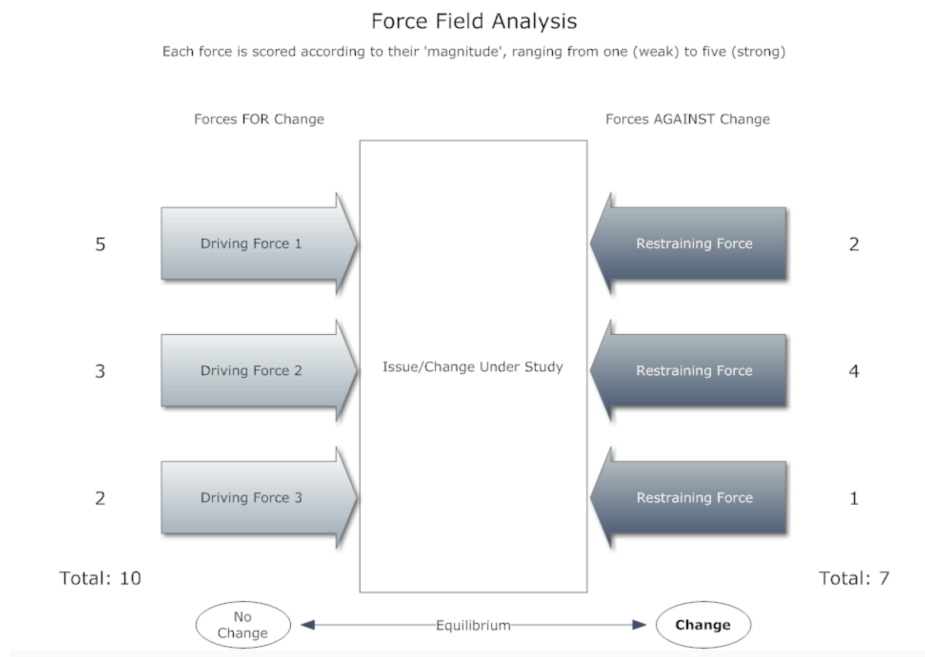 Force Field Analysis
Each force is scored according to their 'magnitude', ranging from one (weak) to five (strong)
Forces FOR Change
Forces AGAINST Change
5
Driving Force 1
Restraining Force
2
3
Driving Force 2
Issue/Change Under Study
Restraining Force
4
2
Driving Force 3
Restraining Force
1
Total: 10
Total: 7
No
Change
Equilibrium
Change